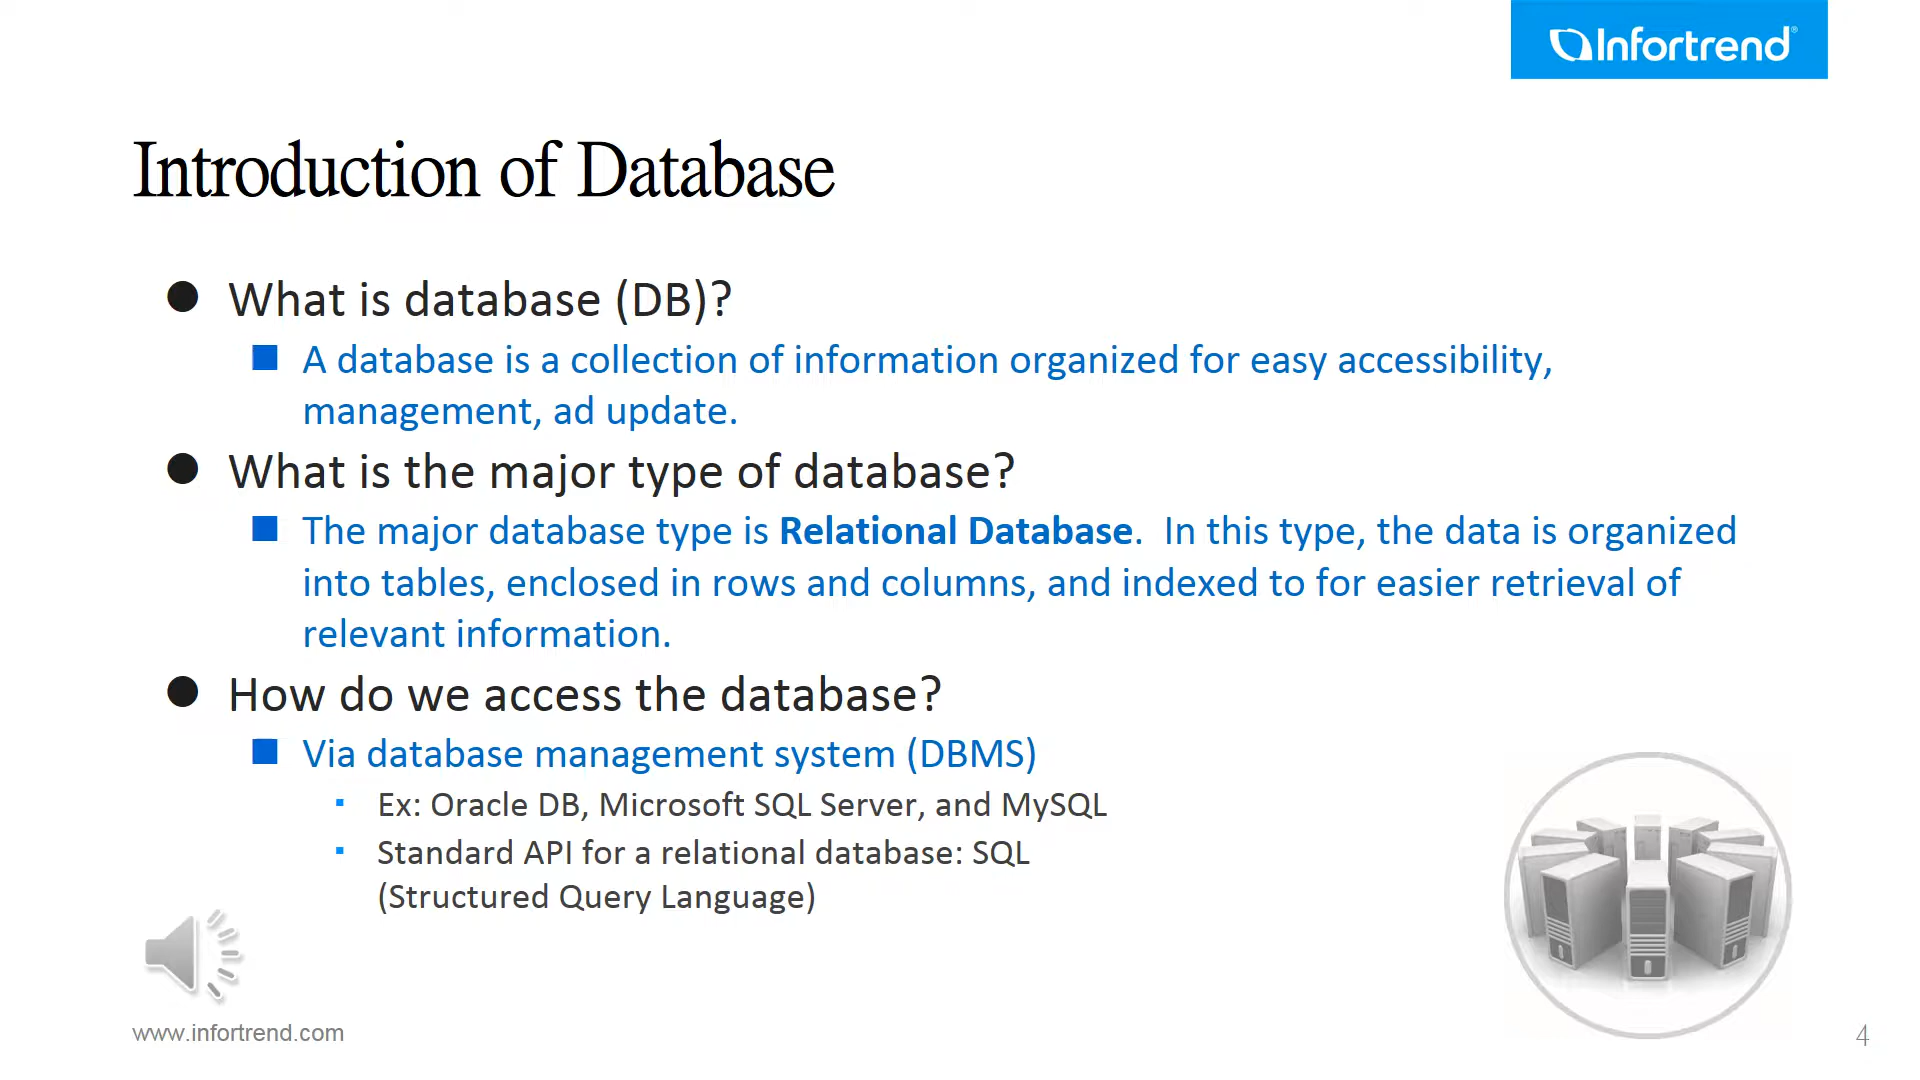 Infortrend®
Introduction of Database
● What is database (DB)?
■ A database is a collection of information organized for easy accessibility,
management, ad update.
● What is the major type of database?
■ The major database type is Relational Database.  In this type, the data is organized
into tables, enclosed in rows and columns, and indexed to for easier retrieval of
relevant information.
● How do we access the database?
■ Via database management system (DBMS)
▪ Ex: Oracle DB, Microsoft SQL Server, and MySQL
▪ Standard API for a relational database: SQL
(Structured Query Language)
www.infortrend.com
4